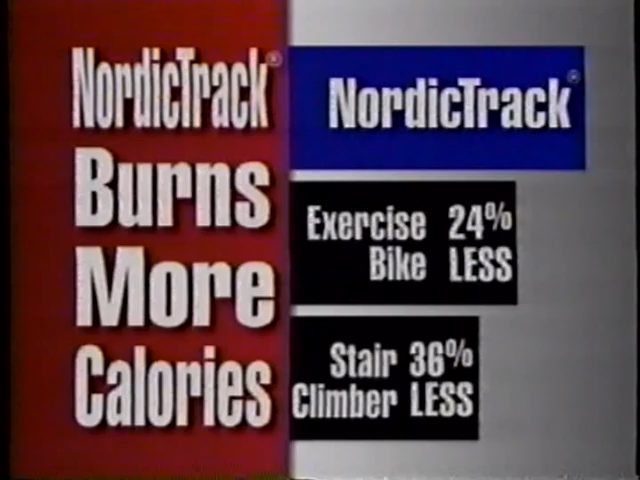 NordicTrack®
Burns
More
Calories
NordicTrack®
Exercise 24%
Bike LESS
Stair 36%
Climber LESS